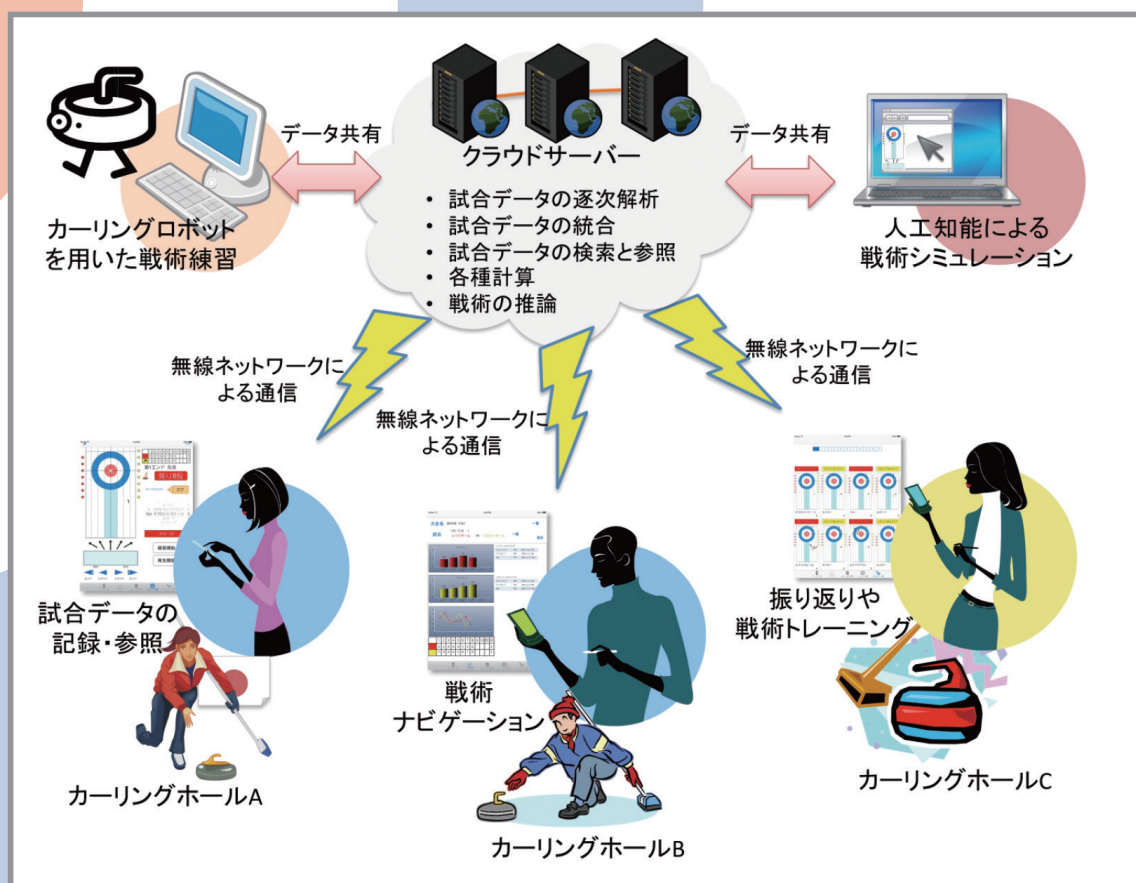 データ共有
クラウドサーバー
データ共有
• 試合データの逐次解析
• 試合データの統合
• 試合データの検索と参照
• 各種計算
• 戦術の推論
カーリングロボット
を用いた戦術練習
人工知能による
戦術シミュレーション
無線ネットワークに
よる通信
無線ネットワークに
よる通信
無線ネットワークに
よる通信
第1エンド 先攻
試合データの
記録・参照
カーリングホールA
戦術
ナビゲーション
カーリングホールB
振り返りや
戦術トレーニング
カーリングホールC